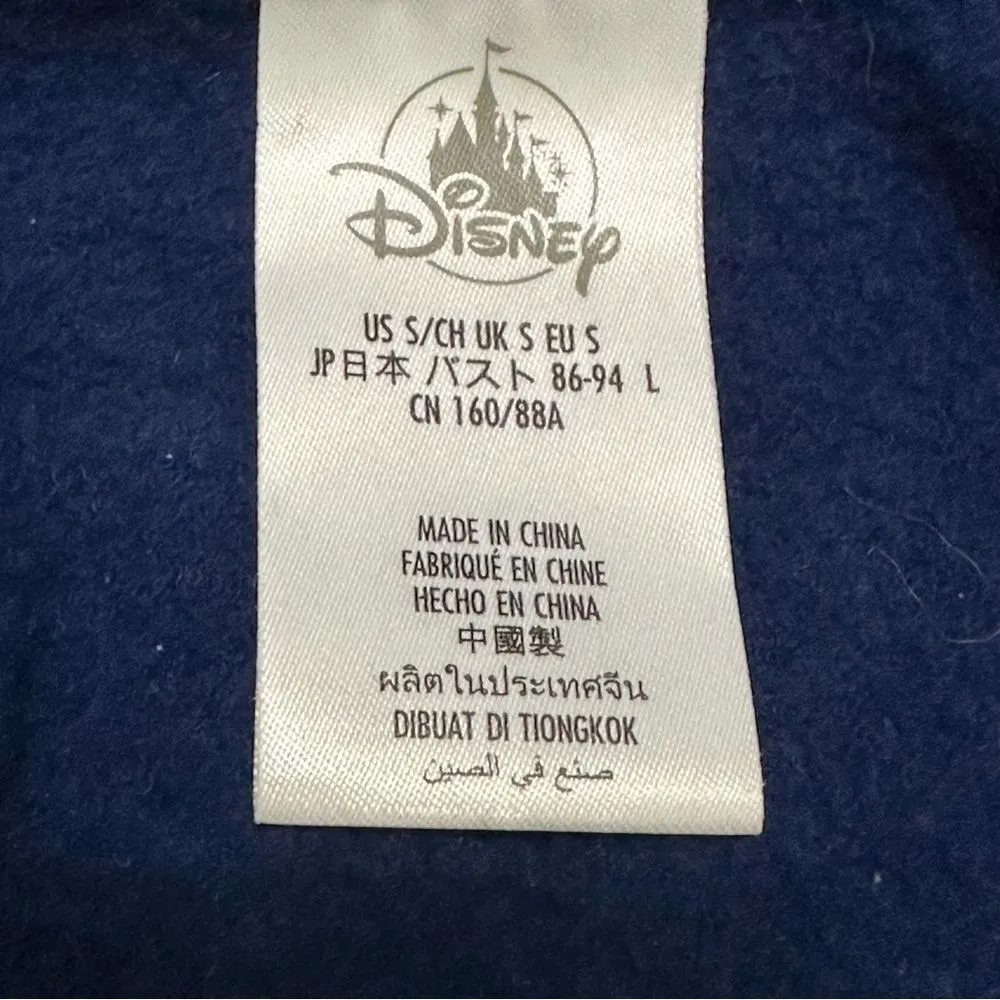 Disney
US S/CH UK S EU S
JP日本 バスト 86-94 L
CN 160/88A
MADE IN CHINA
FABRIQUÉ EN CHINE
HECHO EN CHINA
中國製
ผลิตในประเทศจีน
DIBUAT DI TIONGKOK
صنع في الصين